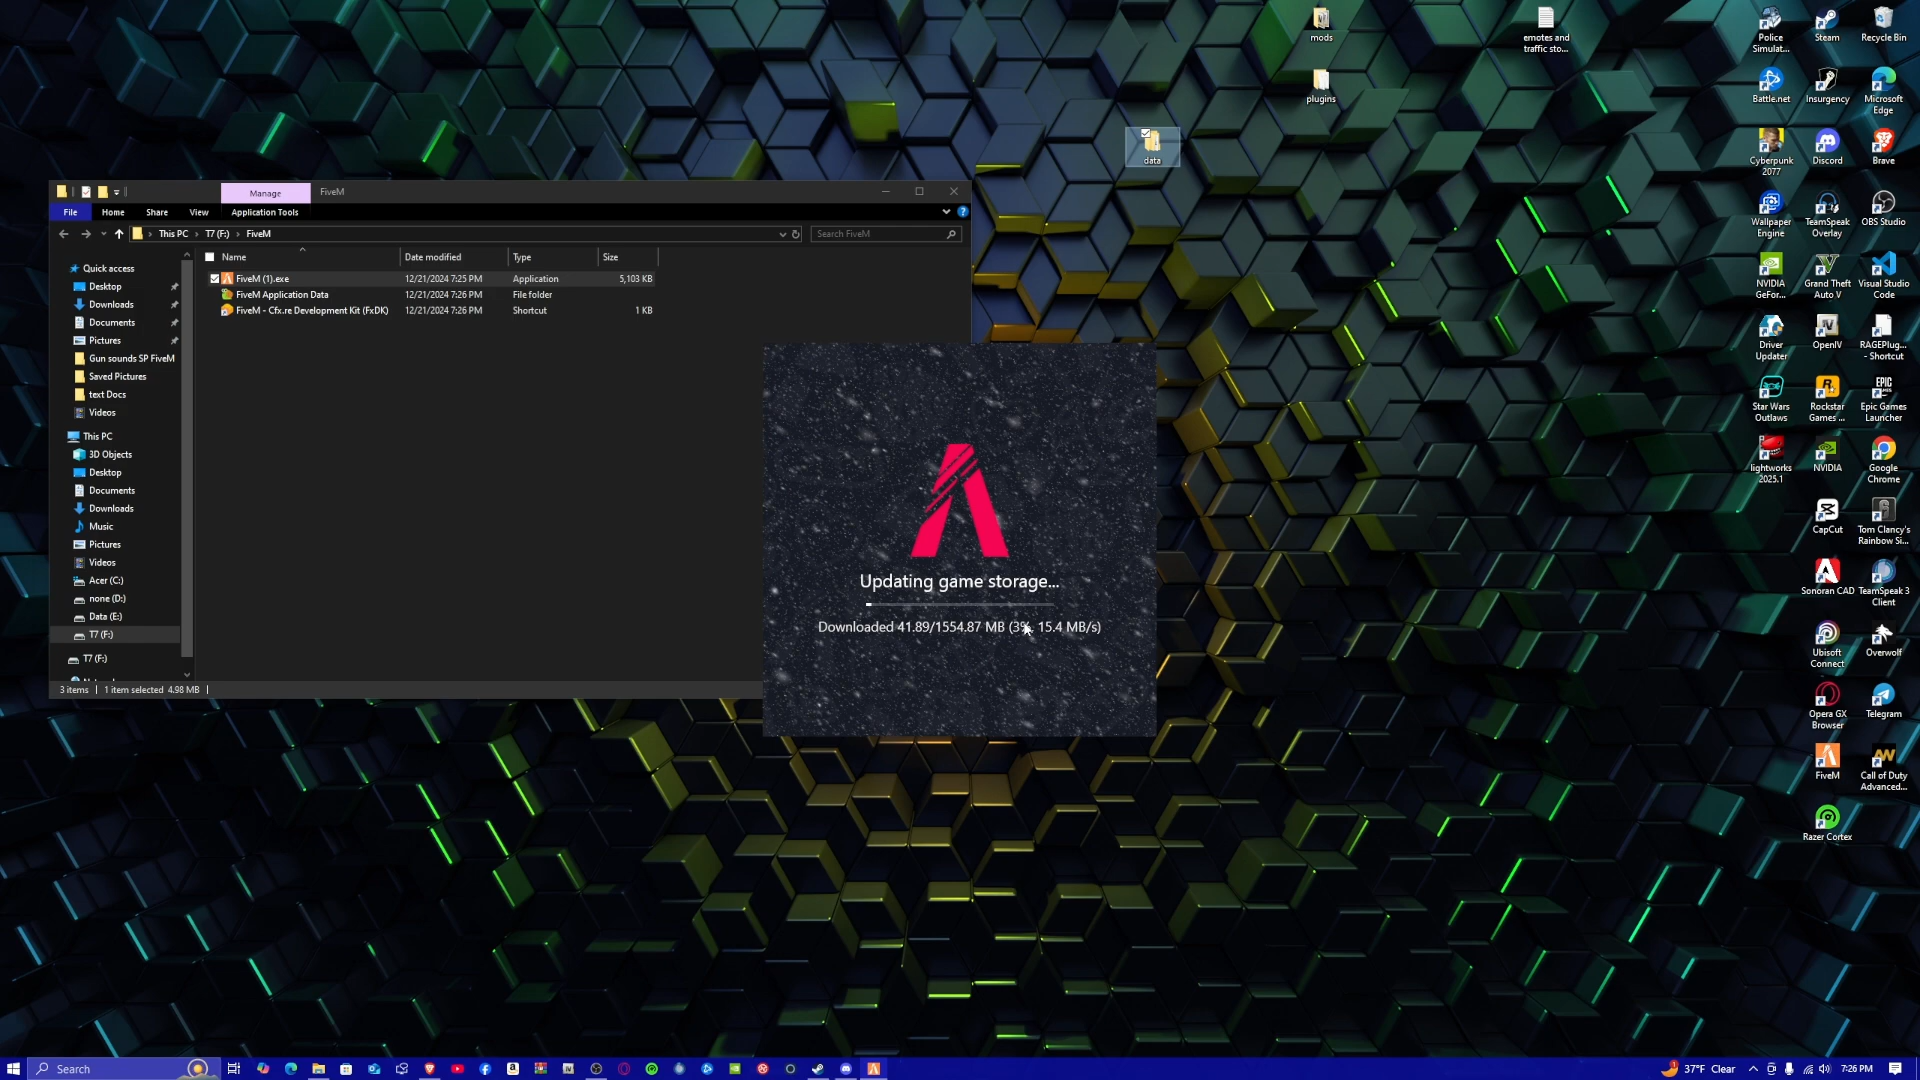 mods
plugins
data
emotes and
traffic sto...
Police
Simulat...
Steam
Recycle Bin
Battle.net
Insurgency
Microsoft
Edge
Cyberpunk
2077
Discord
Brave
Wallpaper
Engine
TeamSpeak
Overlay
OBS Studio
NVIDIA
GeFor...
Grand Theft
Auto V
Visual Studio
Code
Driver
Updater
OpenIV
RAGEPlug...
- Shortcut
Star Wars
Outlaws
Rockstar
Games ...
Epic Games
Launcher
lightworks
2025.1
NVIDIA
Google
Chrome
CapCut
Tom Clancy's
Rainbow Si...
Sonoran CAD
TeamSpeak 3
Client
Ubisoft
Connect
Overwolf
Opera GX
Browser
Telegram
FiveM
Call of Duty
Advanced...
Razer Cortex
Manage
FiveM
File
Home
Share
View
Application Tools
This PC
T7 (F:)
FiveM
Search FiveM
Name
Date modified
Type
Size
FiveM (1).exe 12/21/2024 7:25 PM Application 5,103 KB
FiveM Application Data 12/21/2024 7:26 PM File folder
FiveM - Cfx.re Development Kit (FxDK) 12/21/2024 7:26 PM Shortcut 1 KB
Quick access
Desktop
Downloads
Documents
Pictures
Gun sounds SP FiveM
Saved Pictures
text Docs
Videos
This PC
3D Objects
Desktop
Documents
Downloads
Music
Pictures
Videos
Acer (C:)
none (D:)
Data (E:)
T7 (F:)
T7 (F:)
3 items
1 item selected 4.98 MB
Updating game storage...
Downloaded 41.89/1554.87 MB (3%, 15.4 MB/s)
Search
37°F Clear
7:26 PM